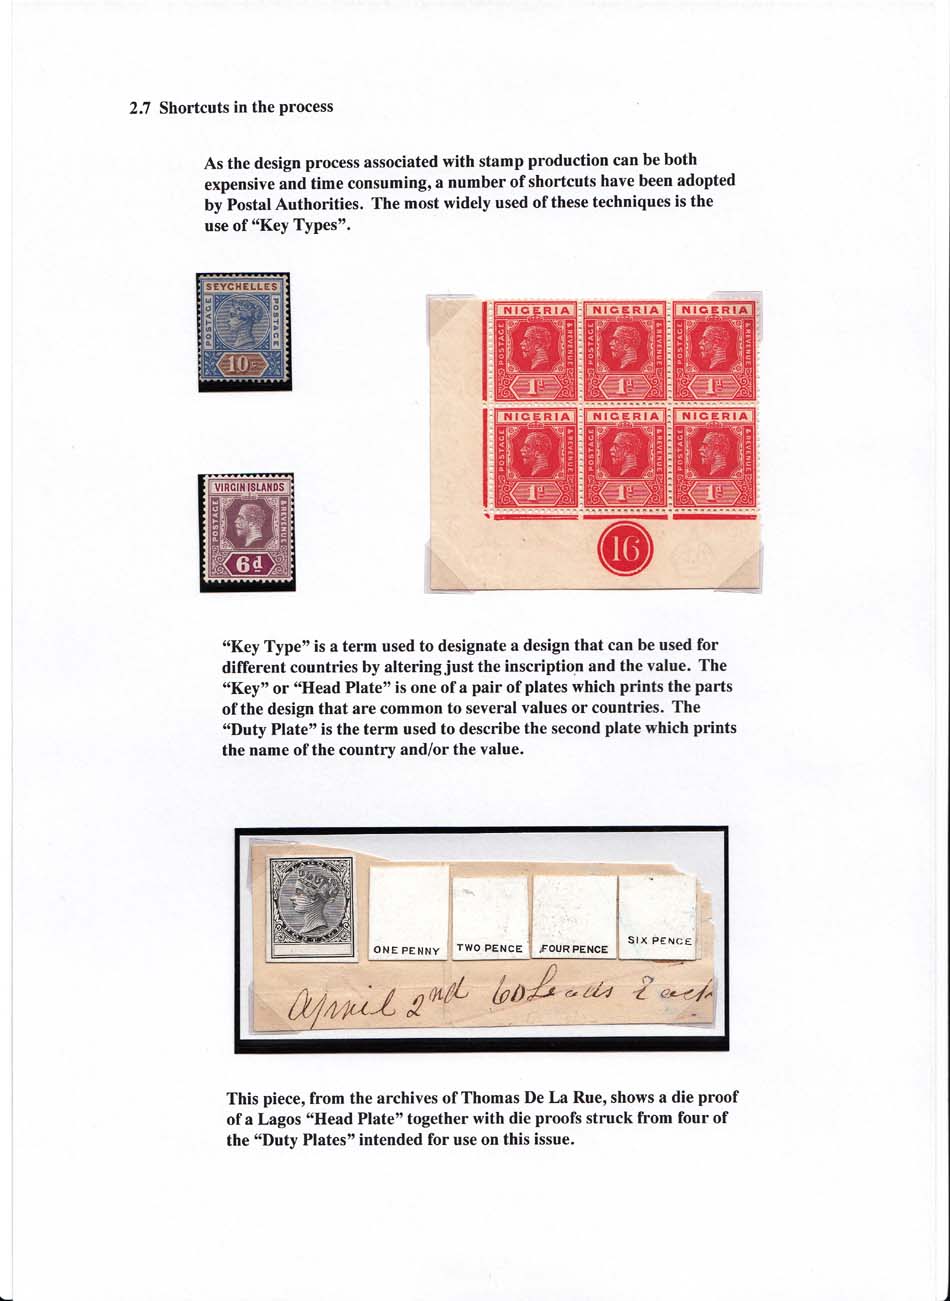 2.7 Shortcuts in the process
As the design process associated with stamp production can be both
expensive and time consuming, a number of shortcuts have been adopted
by Postal Authorities. The most widely used of these techniques is the
use of “Key Types”.
SEYCHELLES
POSTAGE
POSTAGE
10c
NIGERIA NIGERIA NIGERIA
POSTAGE & REVENUE POSTAGE & REVENUE POSTAGE & REVENUE
1d 1d 1d
NIGERIA NIGERIA NIGERIA
POSTAGE & REVENUE POSTAGE & REVENUE POSTAGE & REVENUE
1d 1d 1d
16
VIRGIN ISLANDS
POSTAGE
& REVENUE
6d
“Key Type” is a term used to designate a design that can be used for
different countries by altering just the inscription and the value. The
“Key” or “Head Plate” is one of a pair of plates which prints the parts
of the design that are common to several values or countries. The
“Duty Plate” is the term used to describe the second plate which prints
the name of the country and/or the value.
LAGOS
POSTAGE
ONE PENNY
TWO PENCE
FOUR PENCE
SIX PENCE
April 2nd 60 Leads Each
This piece, from the archives of Thomas De La Rue, shows a die proof
of a Lagos “Head Plate” together with die proofs struck from four of
the “Duty Plates” intended for use on this issue.